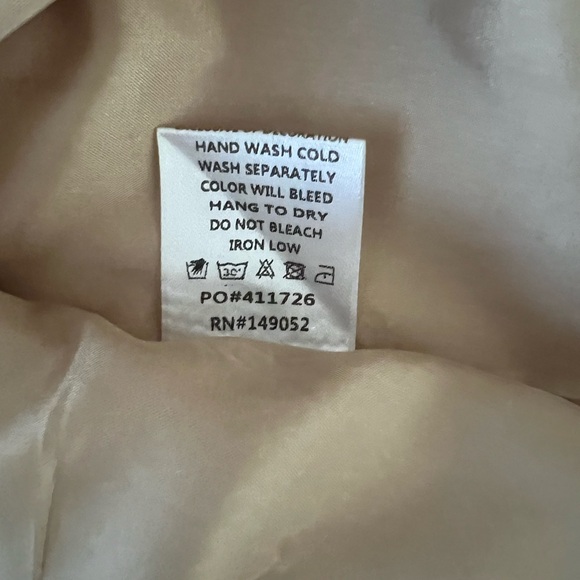 DECORATION
HAND WASH COLD
WASH SEPARATELY
COLOR WILL BLEED
HANG TO DRY
DO NOT BLEACH
IRON LOW
30°
PO#411726
RN#149052